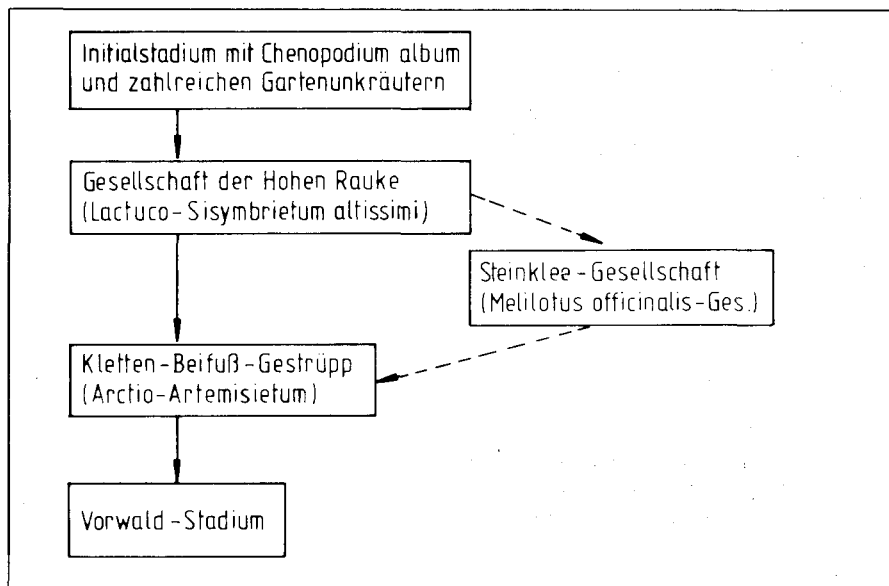 Initialstadium mit Chenopodium album
und zahlreichen Gartenunkräutern
Gesellschaft der Hohen Rauke
(Lactuco-Sisymbrietum altissimi)
Steinklee-Gesellschaft
(Melilotus officinalis-Ges.)
Kletten-Beifuß-Gestrüpp
(Arctio-Artemisietum)
Vorwald-Stadium